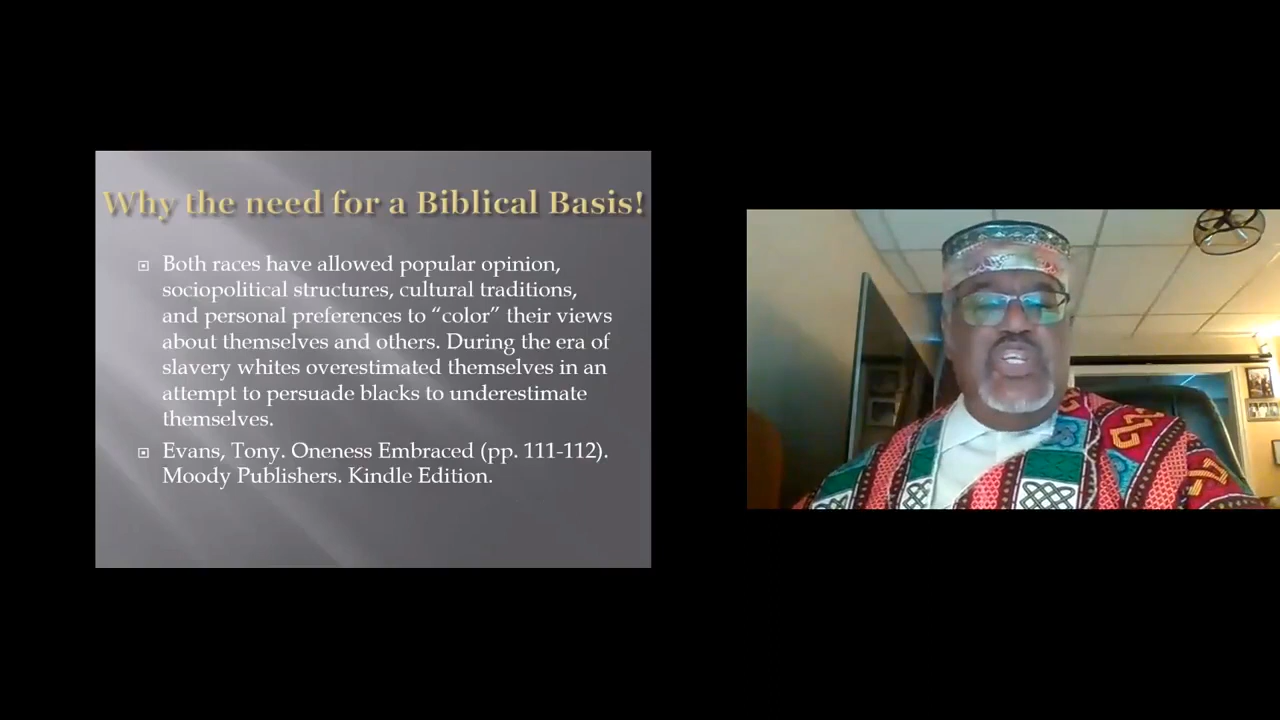 Why the need for a Biblical Basis!
Both races have allowed popular opinion,
sociopolitical structures, cultural traditions,
and personal preferences to “color” their views
about themselves and others. During the era of
slavery whites overestimated themselves in an
attempt to persuade blacks to underestimate
themselves.
Evans, Tony. Oneness Embraced (pp. 111-112).
Moody Publishers. Kindle Edition.